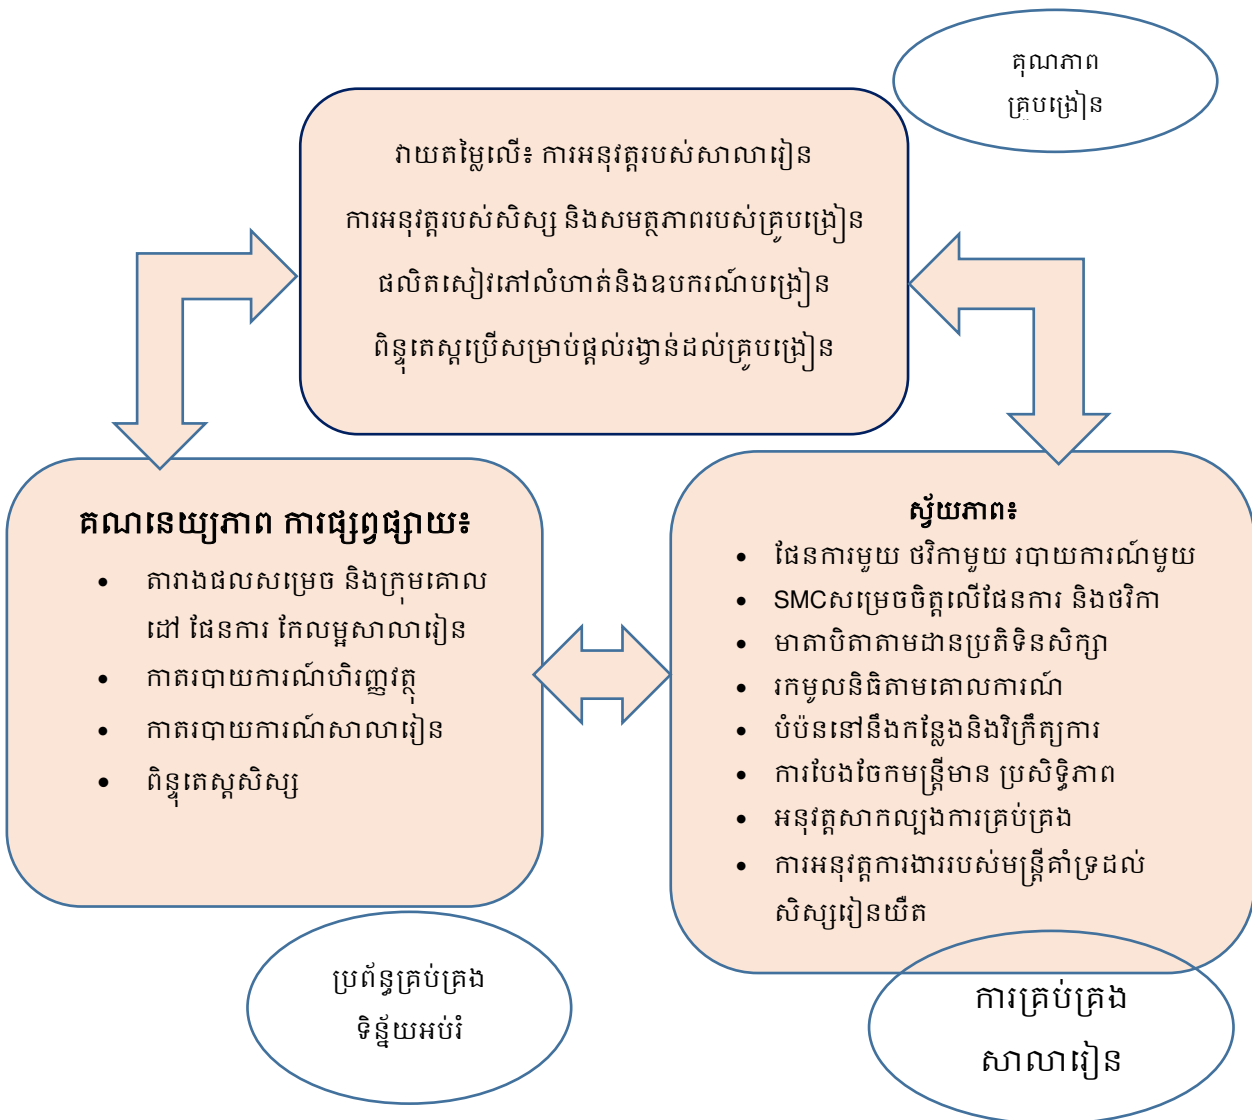 គុណភាព
គ្រូបង្រៀន
វាយតម្លៃលើ៖ ការអនុវត្តរបស់សាលារៀន
ការអនុវត្តរបស់សិស្ស និងសមត្ថភាពរបស់គ្រូបង្រៀន
ផលិតសៀវភៅលំហាត់និងឧបករណ៍បង្រៀន
ពិន្ទុតេស្តប្រើសម្រាប់ផ្តល់រង្វាន់ដល់គ្រូបង្រៀន
គណនេយ្យភាព ការផ្សព្វផ្សាយ៖
• តារាងផលសម្រេច និងក្រុមគោល
ដៅ ផែនការ កែលម្អសាលារៀន
• កាតរបាយការណ៍ហិរញ្ញវត្ថុ
• កាតរបាយការណ៍សាលារៀន
• ពិន្ទុតេស្តសិស្ស
ស្វ័យភាព៖
• ផែនការមួយ ថវិកាមួយ របាយការណ៍មួយ
• SMCសម្រេចចិត្តលើផែនការ និងថវិកា
• មាតាបិតាតាមដានប្រតិទិនសិក្សា
• រកមូលនិធិតាមគោលការណ៍
• បំប៉ននៅនឹងកន្លែងនិងវិក្រឹត្យការ
• ការបែងចែកមន្ត្រីមាន ប្រសិទ្ធិភាព
• អនុវត្តសាកល្បងការគ្រប់គ្រង
• ការអនុវត្តការងាររបស់មន្ត្រីគាំទ្រដល់
សិស្សរៀនយឺត
ប្រព័ន្ធគ្រប់គ្រង
ទិន្ន័យអប់រំ
ការគ្រប់គ្រង
សាលារៀន